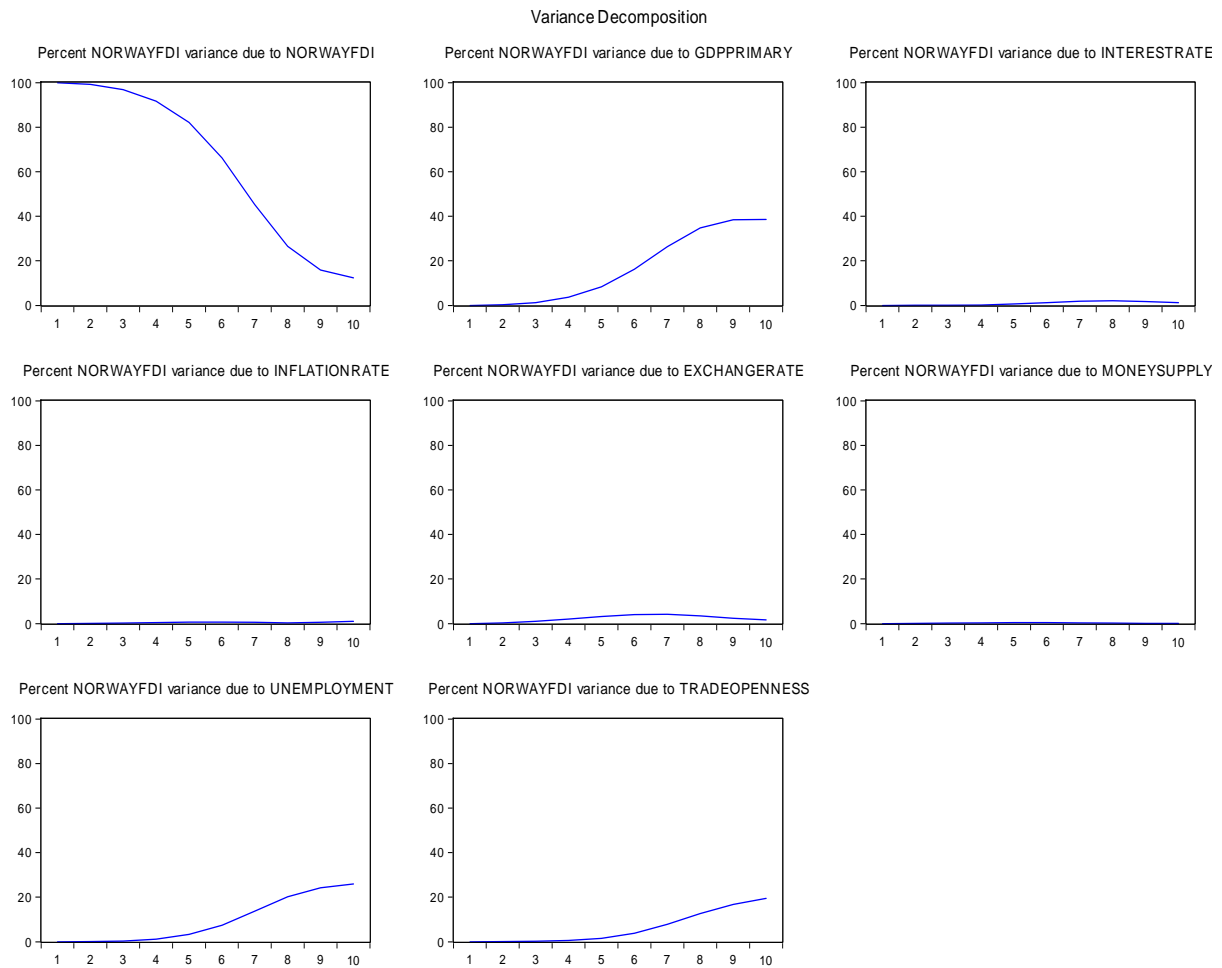 Variance Decomposition
Percent NORWAYFDI variance due to NORWAYFDI
100
80
60
40
20
0
1 2 3 4 5 6 7 8 9 10
Percent NORWAYFDI variance due to GDPPRIMARY
100
80
60
40
20
0
1 2 3 4 5 6 7 8 9 10
Percent NORWAYFDI variance due to INTERESTRATE
100
80
60
40
20
0
1 2 3 4 5 6 7 8 9 10
Percent NORWAYFDI variance due to INFLATIONRATE
100
80
60
40
20
0
1 2 3 4 5 6 7 8 9 10
Percent NORWAYFDI variance due to EXCHANGERATE
100
80
60
40
20
0
1 2 3 4 5 6 7 8 9 10
Percent NORWAYFDI variance due to MONEYSUPPLY
100
80
60
40
20
0
1 2 3 4 5 6 7 8 9 10
Percent NORWAYFDI variance due to UNEMPLOYMENT
100
80
60
40
20
0
1 2 3 4 5 6 7 8 9 10
Percent NORWAYFDI variance due to TRADEOPENNESS
100
80
60
40
20
0
1 2 3 4 5 6 7 8 9 10